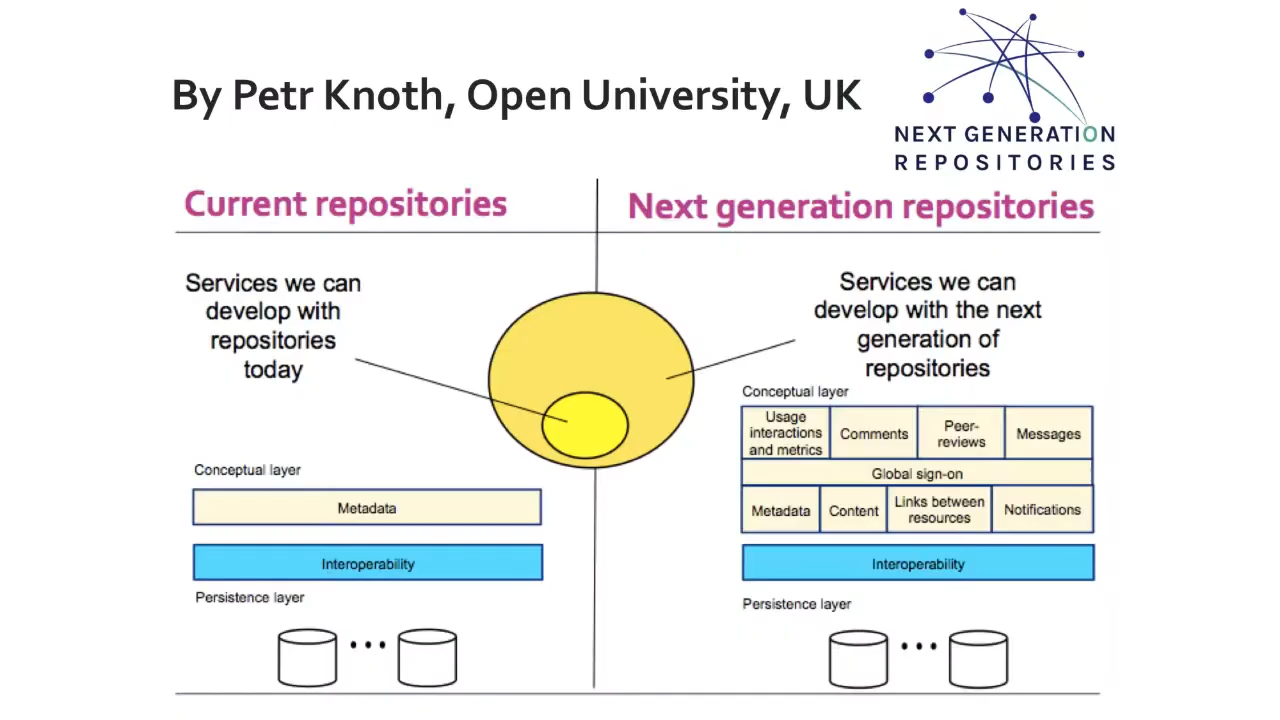 By Petr Knoth, Open University, UK
NEXT GENERATION
REPOSITORIES
Current repositories
Next generation repositories
Services we can
develop with
repositories
today
Services we can
develop with the next
generation of
repositories
Conceptual layer
Metadata
Interoperability
Persistence layer
Conceptual layer
Usage
interactions
and metrics
Comments
Peer-
reviews
Messages
Global sign-on
Metadata
Content
Links between
resources
Notifications
Interoperability
Persistence layer